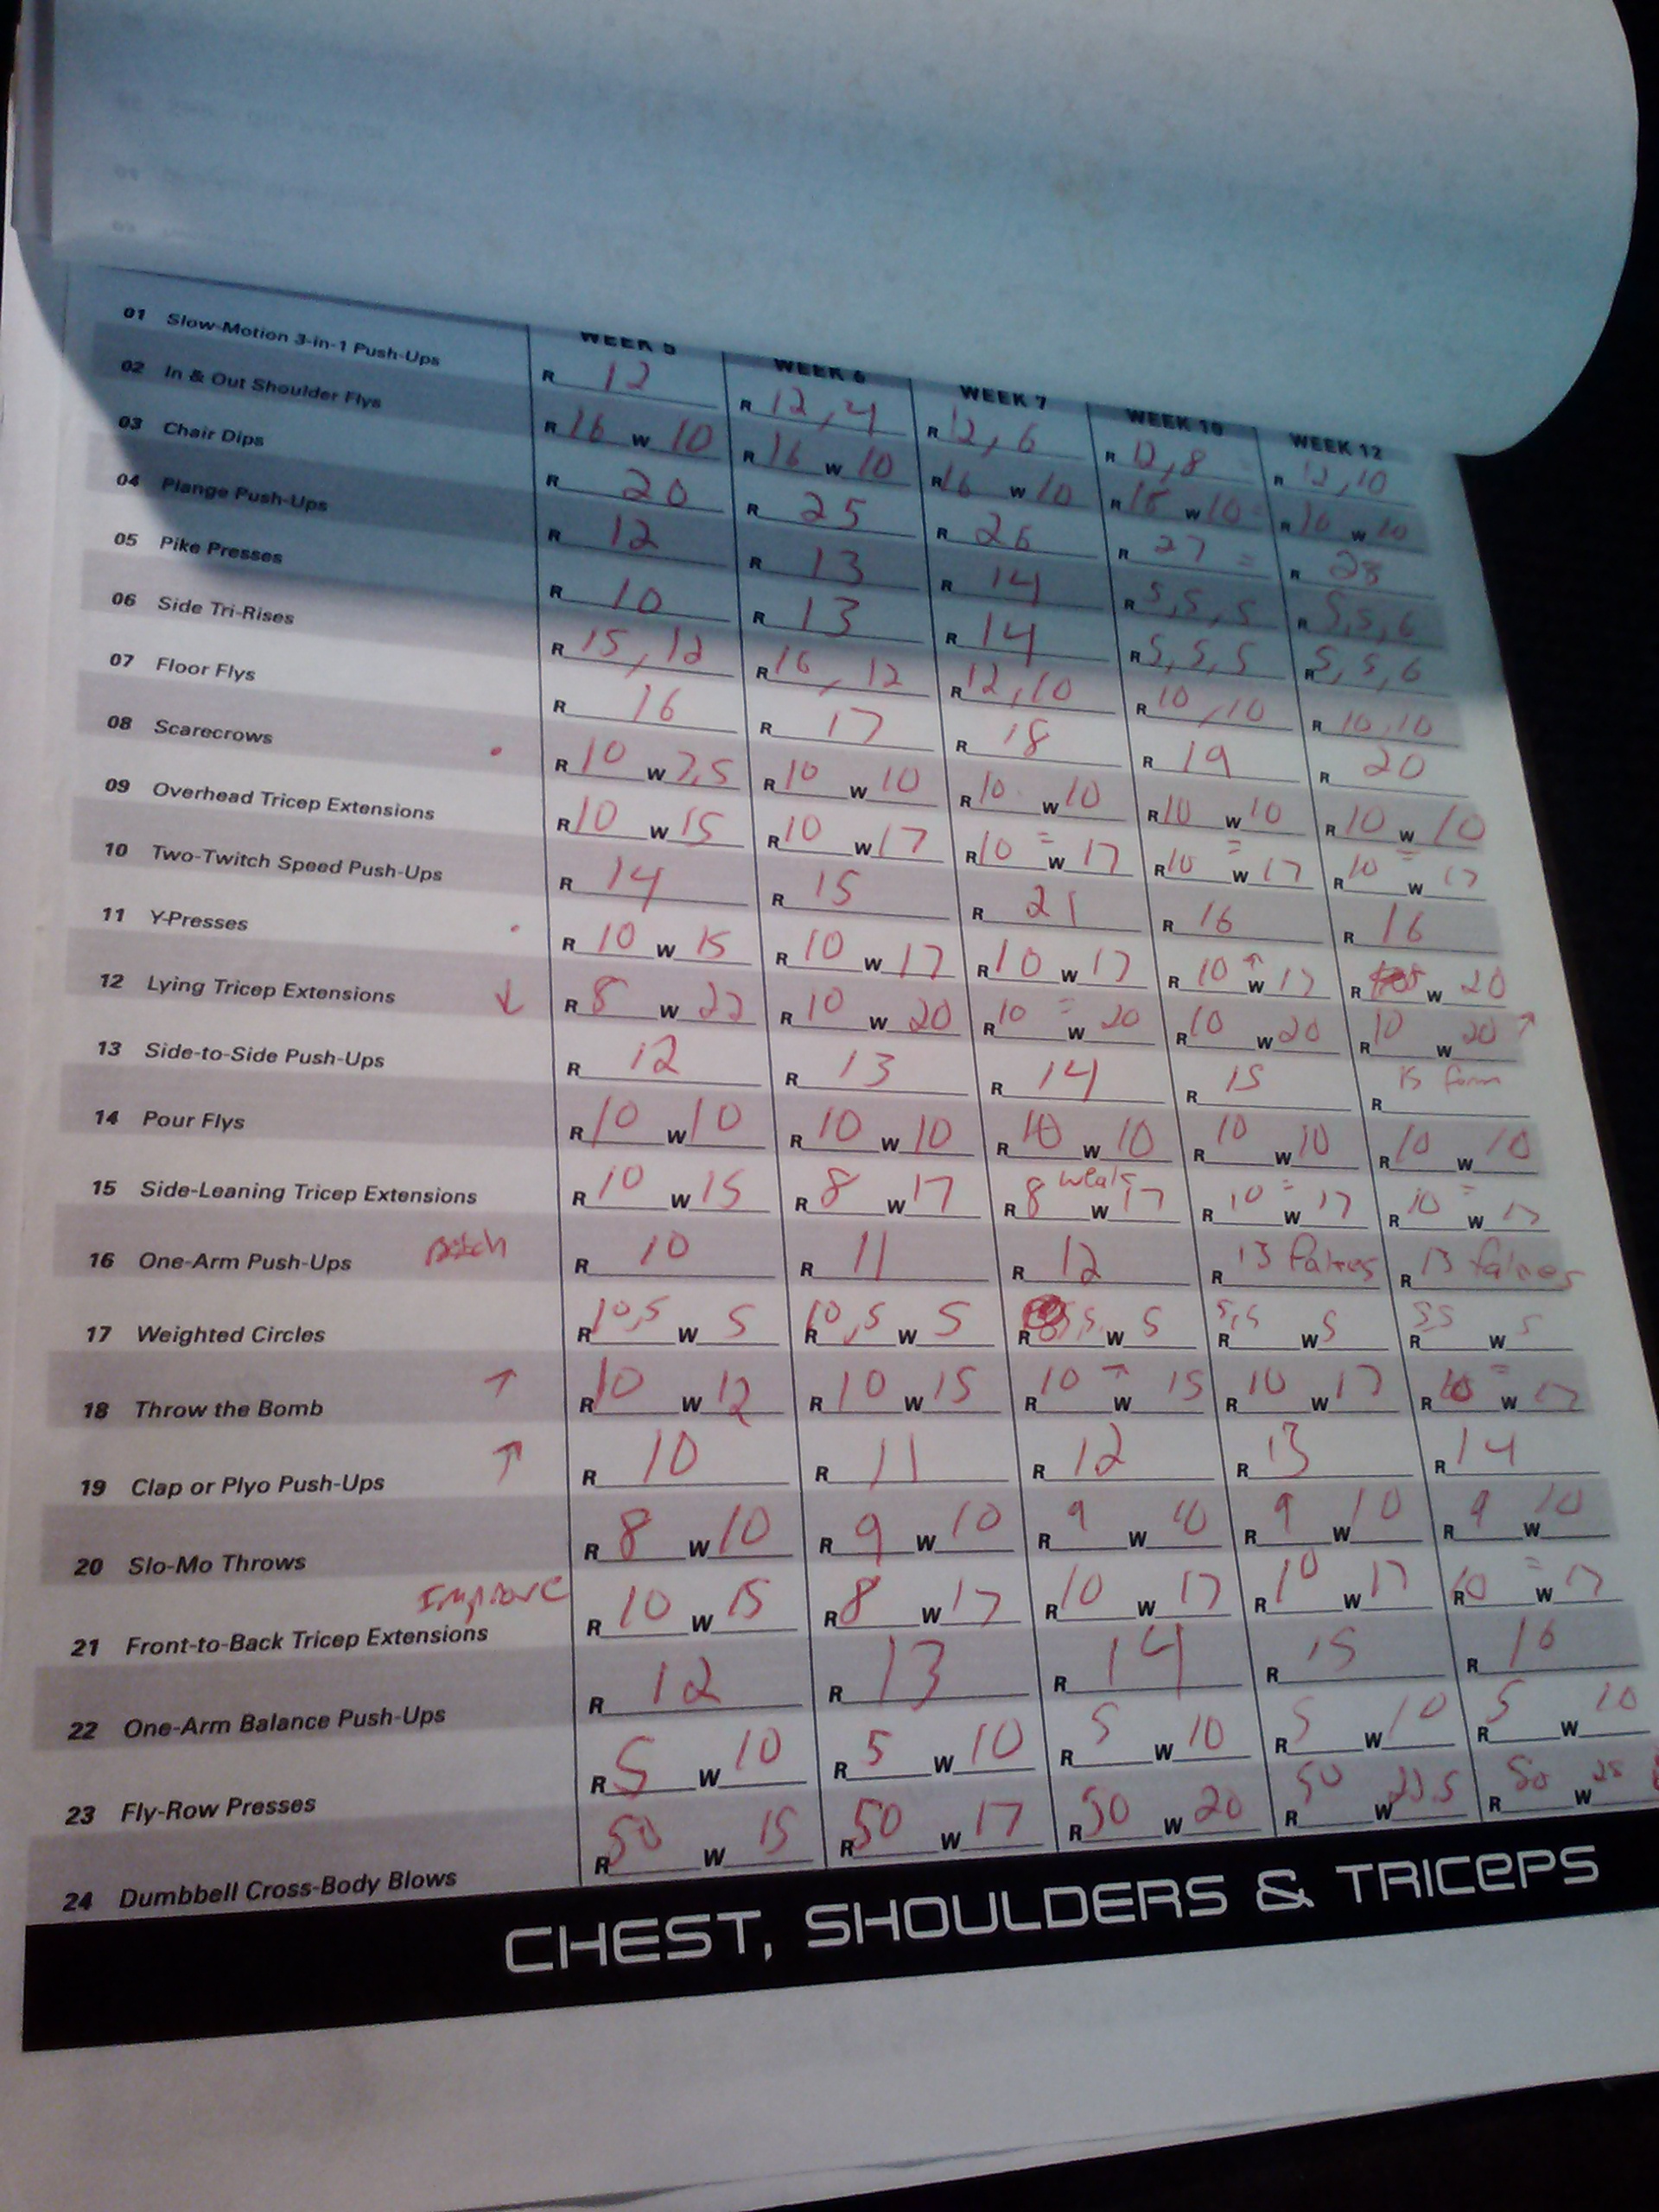 WEEK 5 WEEK 6 WEEK 7 WEEK 10 WEEK 12
01 Slow-Motion 3-in-1 Push-Ups R 12 R 12,4 R 12,6 R 12,8 R 12,10
02 In & Out Shoulder Flys R 16 W 10 R 16 W 10 R 16 W 10 R 16 W 10 R 16 W 10
03 Chair Dips R 20 R 25 R 26 R 27 = R 28
04 Plange Push-Ups R 12 R 13 R 14 R 5,5,5 R 5,5,6
05 Pike Presses R 10 R 13 R 14 R 5,5,5 R 5,5,6
06 Side Tri-Rises R 15,12 R 16,12 R 12,10 R 10,10 R 10,10
07 Floor Flys R 16 R 17 R 18 R 19 R 20
08 Scarecrows R 10 W 7,5 R 10 W 10 R 10 W 10 R 10 W 10 R 10 W 10
09 Overhead Tricep Extensions R 10 W 15 R 10 W 17 R 10 = W 17 R 10 = W 17 R 10 = W 17
10 Two-Twitch Speed Push-Ups R 14 R 15 R 21 R 16 R 16
11 Y-Presses R 10 W 15 R 10 W 17 R 10 W 17 R 10 ↑ W 17 R W 20
12 Lying Tricep Extensions ↓ R 8 W 22 R 10 W 20 R 10 = W 20 R 10 W 20 R 10 W 20 ↑
13 Side-to-Side Push-Ups R 12 R 13 R 14 R 15 R 15 form
14 Pour Flys R 10 W 10 R 10 W 10 R 10 W 10 R 10 W 10 R 10 W 10
15 Side-Leaning Tricep Extensions R 10 W 15 R 8 W 17 R 8 weak W 17 R 10 = W 17 R 10 = W 17
16 One-Arm Push-Ups R 10 R 11 R 12 R 13 R 13
17 Weighted Circles R 10,5 W 5 R 10,5 W 5 R 5,5 W 5 R 5,5 W 5 R 5,5 W 5
18 Throw the Bomb ↑ R 10 W 12 R 10 W 15 R 10 ↑ W 15 R 10 W 17 R 10 = W 17
19 Clap or Plyo Push-Ups ↑ R 10 R 11 R 12 R 13 R 14
20 Slo-Mo Throws R 8 W 10 R 9 W 10 R 9 W 10 R 9 W 10 R 9 W 10
21 Front-to-Back Tricep Extensions Improve R 10 W 15 R 8 W 17 R 10 W 17 R 10 W 17 R 10 = W 17
22 One-Arm Balance Push-Ups R 12 R 13 R 14 R 15 R 16
23 Fly-Row Presses R 5 W 10 R 5 W 10 R 5 W 10 R 5 W 10 R 5 W 10
24 Dumbbell Cross-Body Blows R 50 W 15 R 50 W 17 R 50 W 20 R 50 W 22.5 R 50 W 25
CHEST, SHOULDERS & TRICEPS